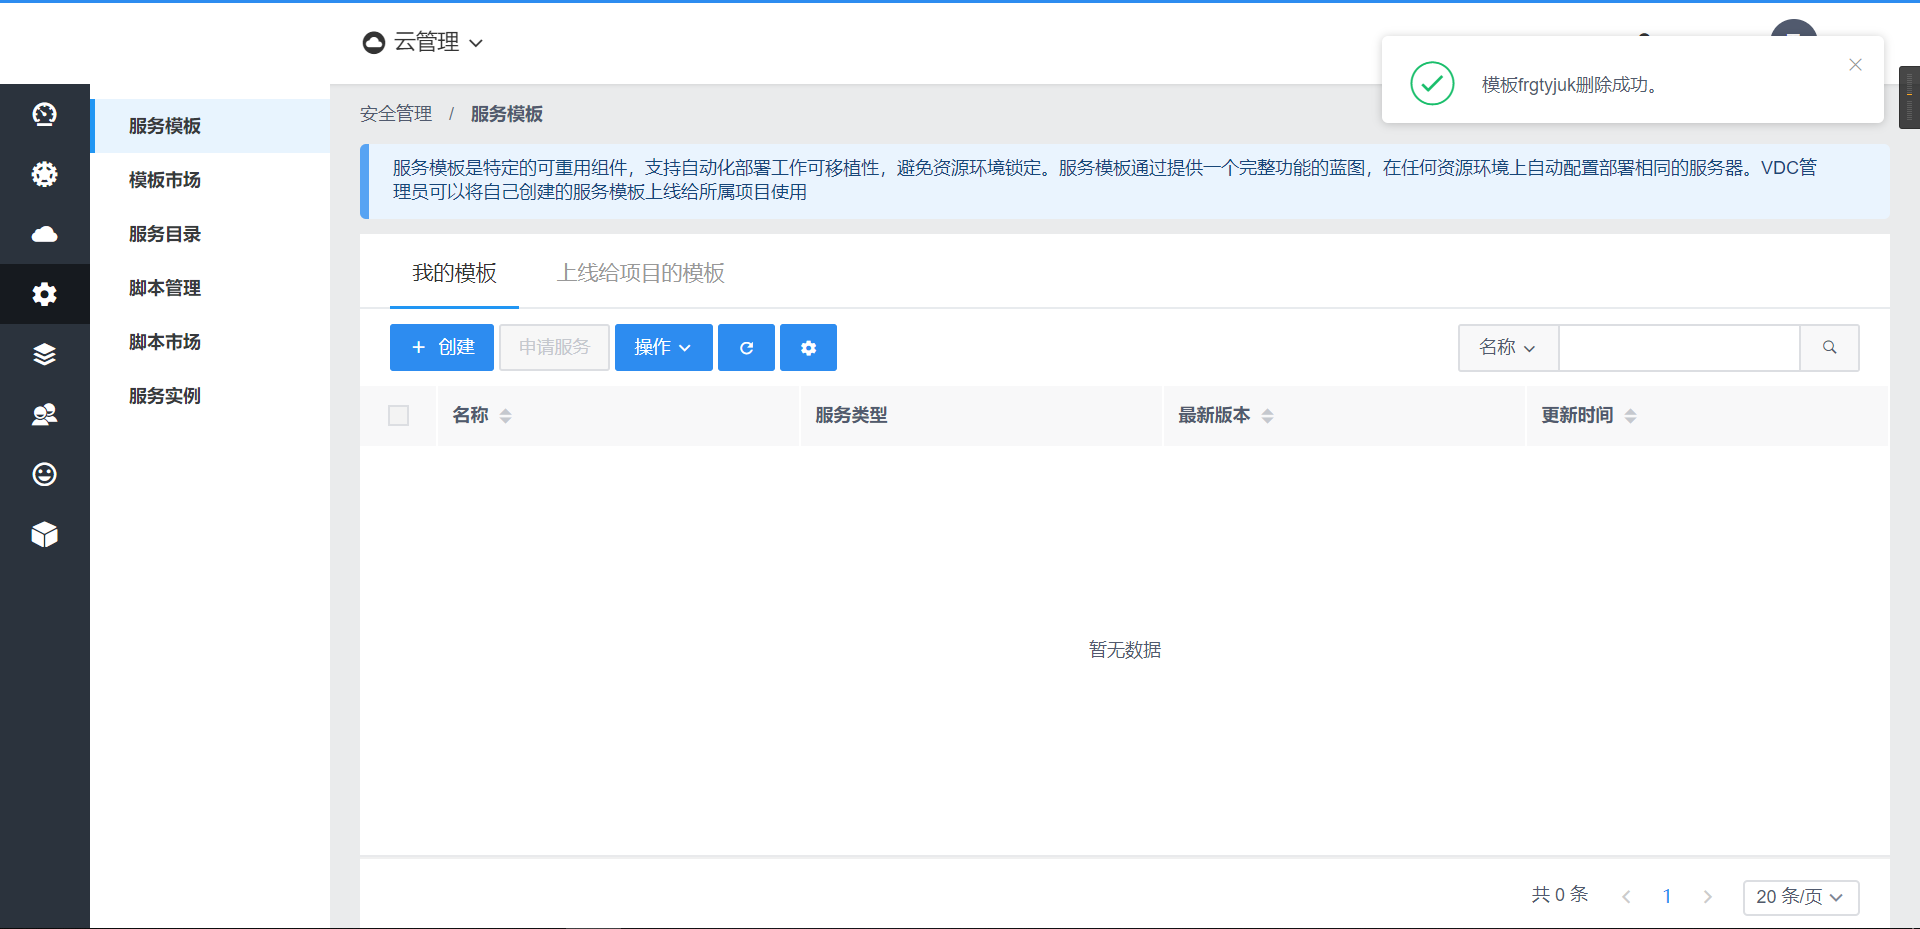 云管理
模板frgtyjuk删除成功。
服务模板
模板市场
服务目录
脚本管理
脚本市场
服务实例
安全管理 / 服务模板
服务模板是特定的可重用组件，支持自动化部署工作可移植性，避免资源环境锁定。服务模板通过提供一个完整功能的蓝图，在任何资源环境上自动配置部署相同的服务器。VDC管
理员可以将自己创建的服务模板上线给所属项目使用
我的模板 上线给项目的模板
+ 创建 申请服务 操作 名称
名称 服务类型 最新版本 更新时间
暂无数据
共 0 条 1 20 条/页